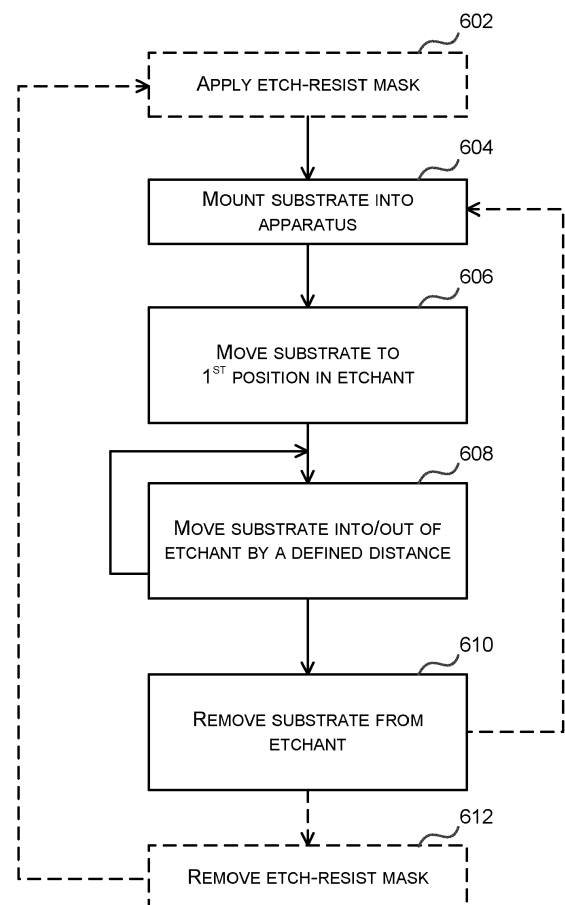 602
APPLY ETCH-RESIST MASK
604
MOUNT SUBSTRATE INTO
APPARATUS
606
MOVE SUBSTRATE TO
1ST POSITION IN ETCHANT
608
MOVE SUBSTRATE INTO/OUT OF
ETCHANT BY A DEFINED DISTANCE
610
REMOVE SUBSTRATE FROM
ETCHANT
612
REMOVE ETCH-RESIST MASK